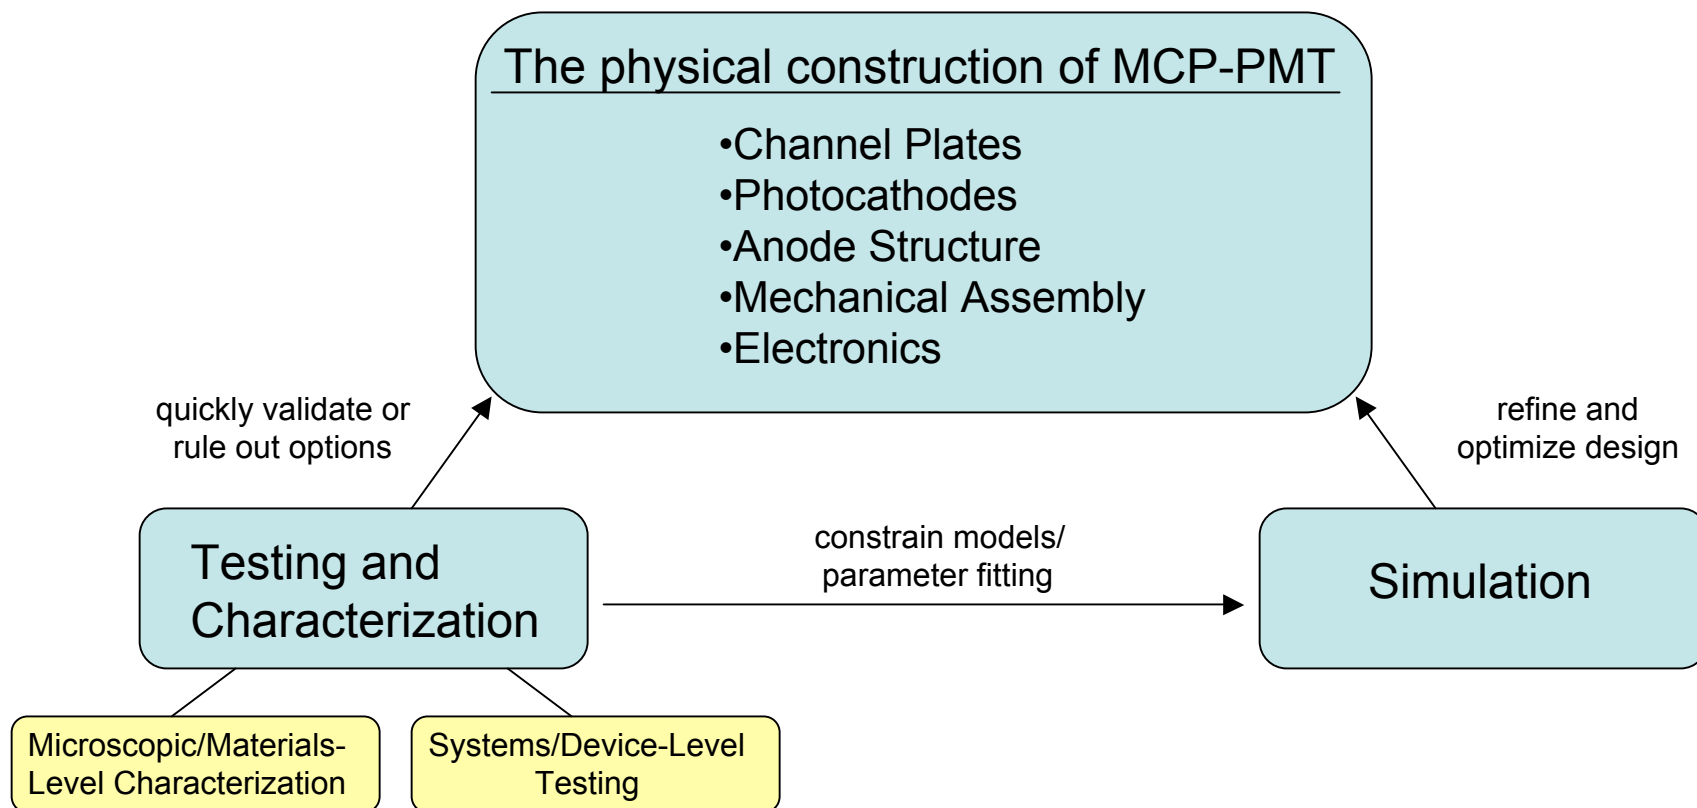 The physical construction of MCP-PMT
•Channel Plates
•Photocathodes
•Anode Structure
•Mechanical Assembly
•Electronics
quickly validate or
rule out options
refine and
optimize design
Testing and
Characterization
constrain models/
parameter fitting
Simulation
Microscopic/Materials-
Level Characterization
Systems/Device-Level
Testing